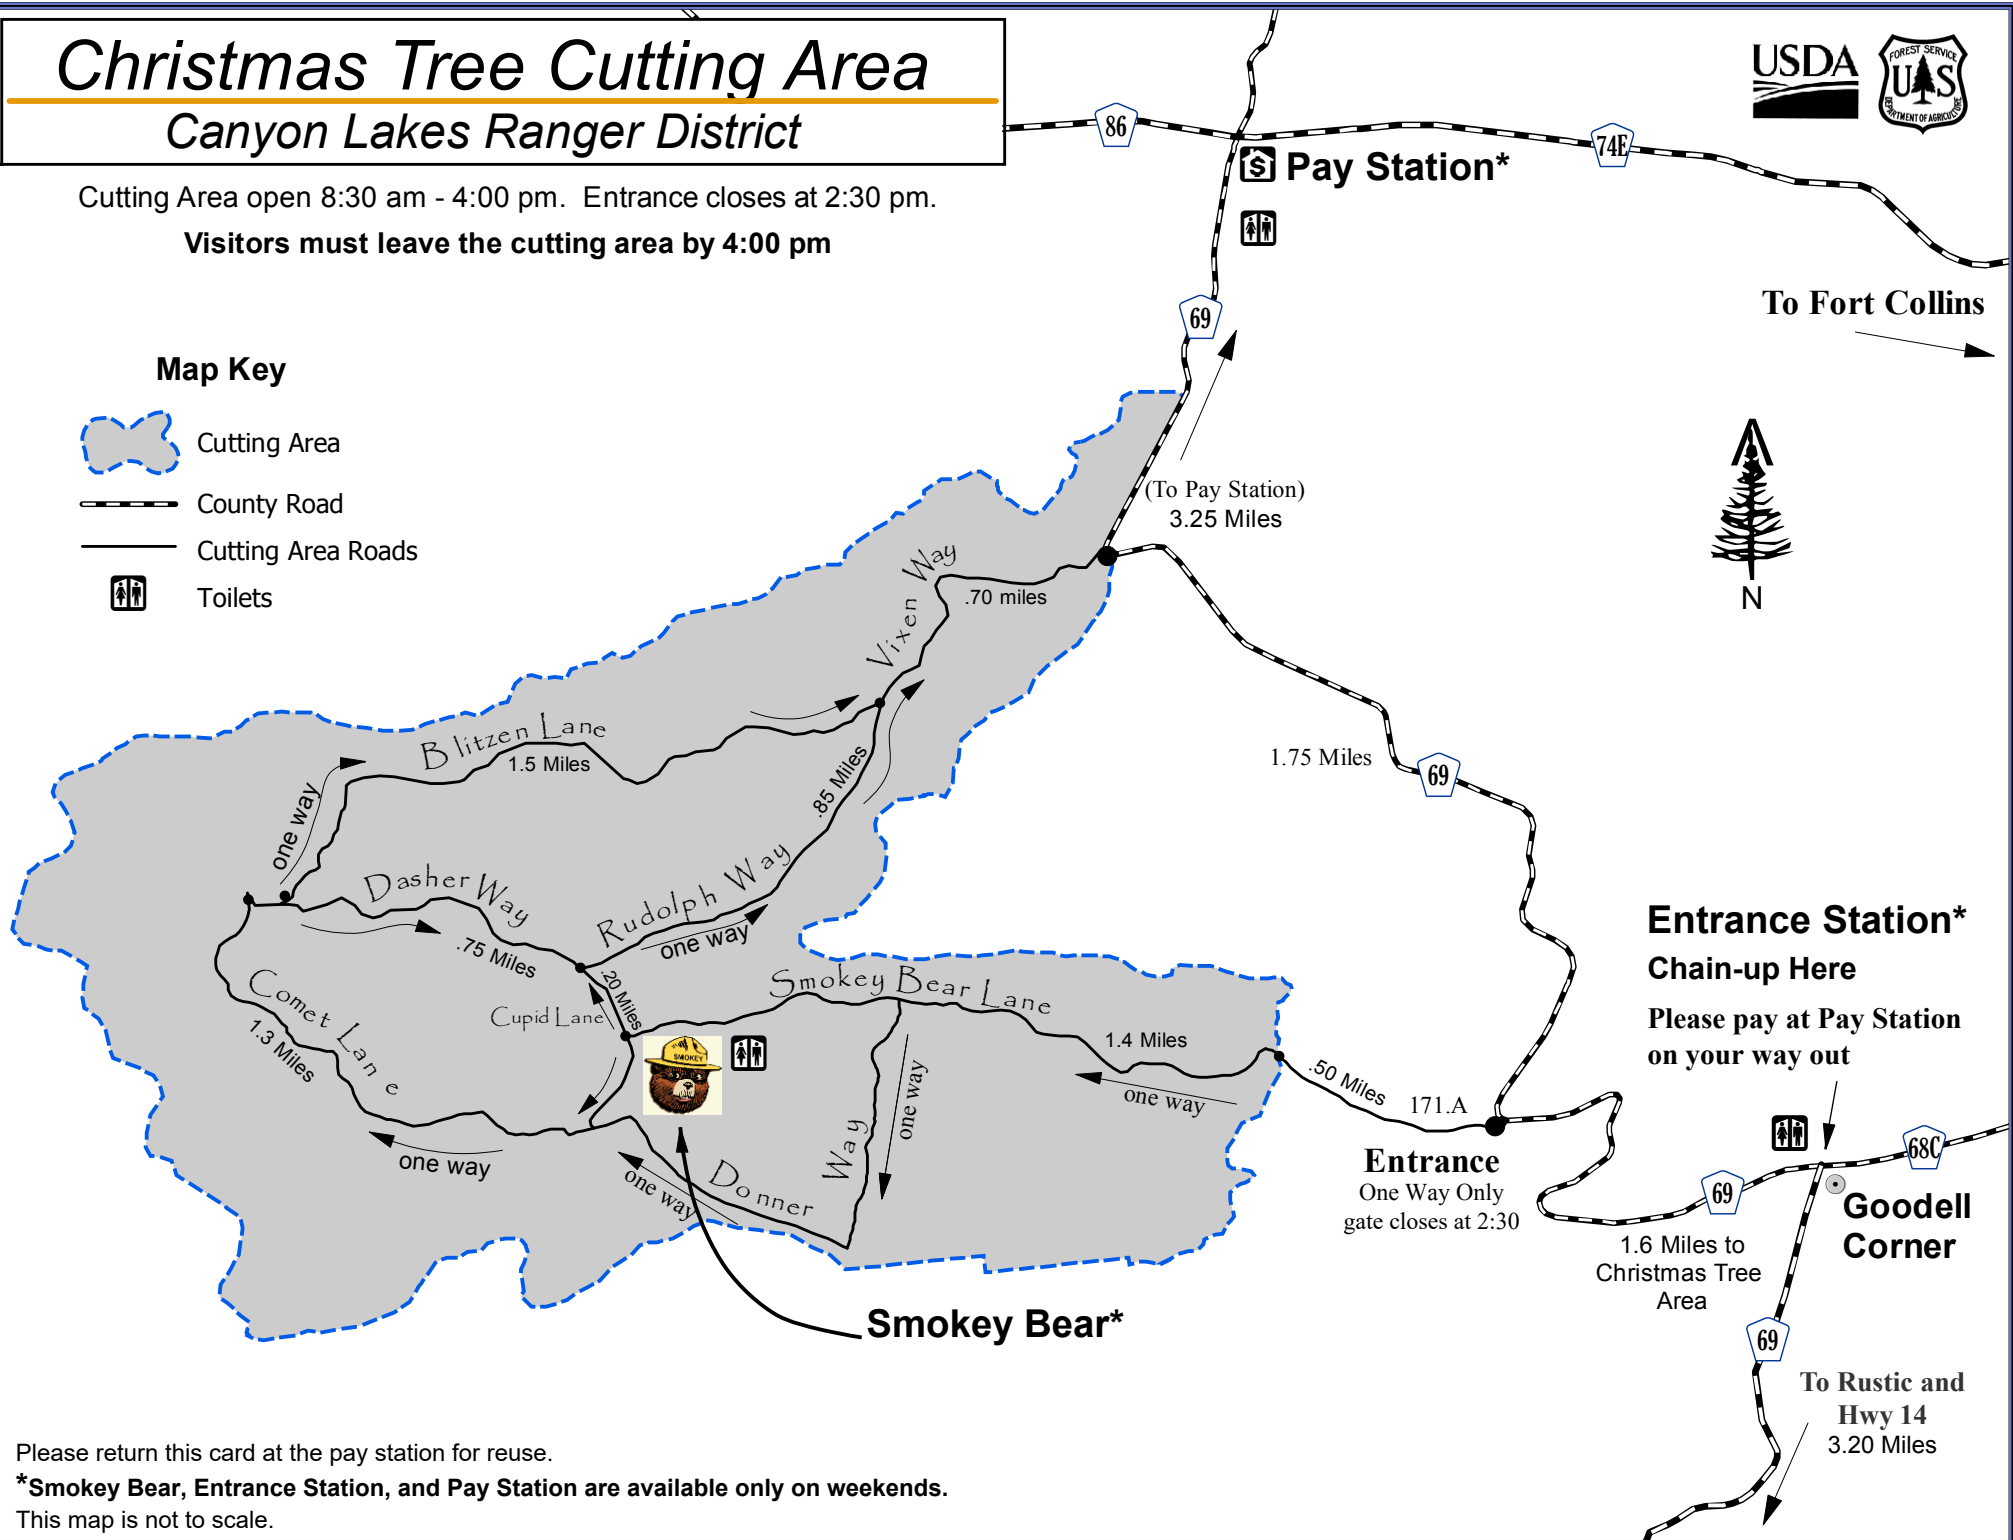 Christmas Tree Cutting Area
Canyon Lakes Ranger District
Cutting Area open 8:30 am - 4:00 pm. Entrance closes at 2:30 pm.
Visitors must leave the cutting area by 4:00 pm
USDA
FOREST SERVICE
U S
DEPARTMENT OF AGRICULTURE
86
74E
$ Pay Station*
To Fort Collins
69
Map Key
Cutting Area
County Road
Cutting Area Roads
Toilets
N
(To Pay Station)
3.25 Miles
Vixen Way
.70 miles
Blitzen Lane
1.5 Miles
one way
.85 Miles
1.75 Miles
69
Dasher Way
.75 Miles
Rudolph Way
one way
.20 Miles
Cupid Lane
Comet Lane
1.3 Miles
one way
Smokey Bear Lane
1.4 Miles
one way
SMOKEY
Donner Way
one way
one way
.50 Miles
171.A
Entrance
One Way Only
gate closes at 2:30
Entrance Station*
Chain-up Here
Please pay at Pay Station
on your way out
68C
69
Goodell
Corner
1.6 Miles to
Christmas Tree
Area
69
To Rustic and
Hwy 14
3.20 Miles
Smokey Bear*
Please return this card at the pay station for reuse.
*Smokey Bear, Entrance Station, and Pay Station are available only on weekends.
This map is not to scale.